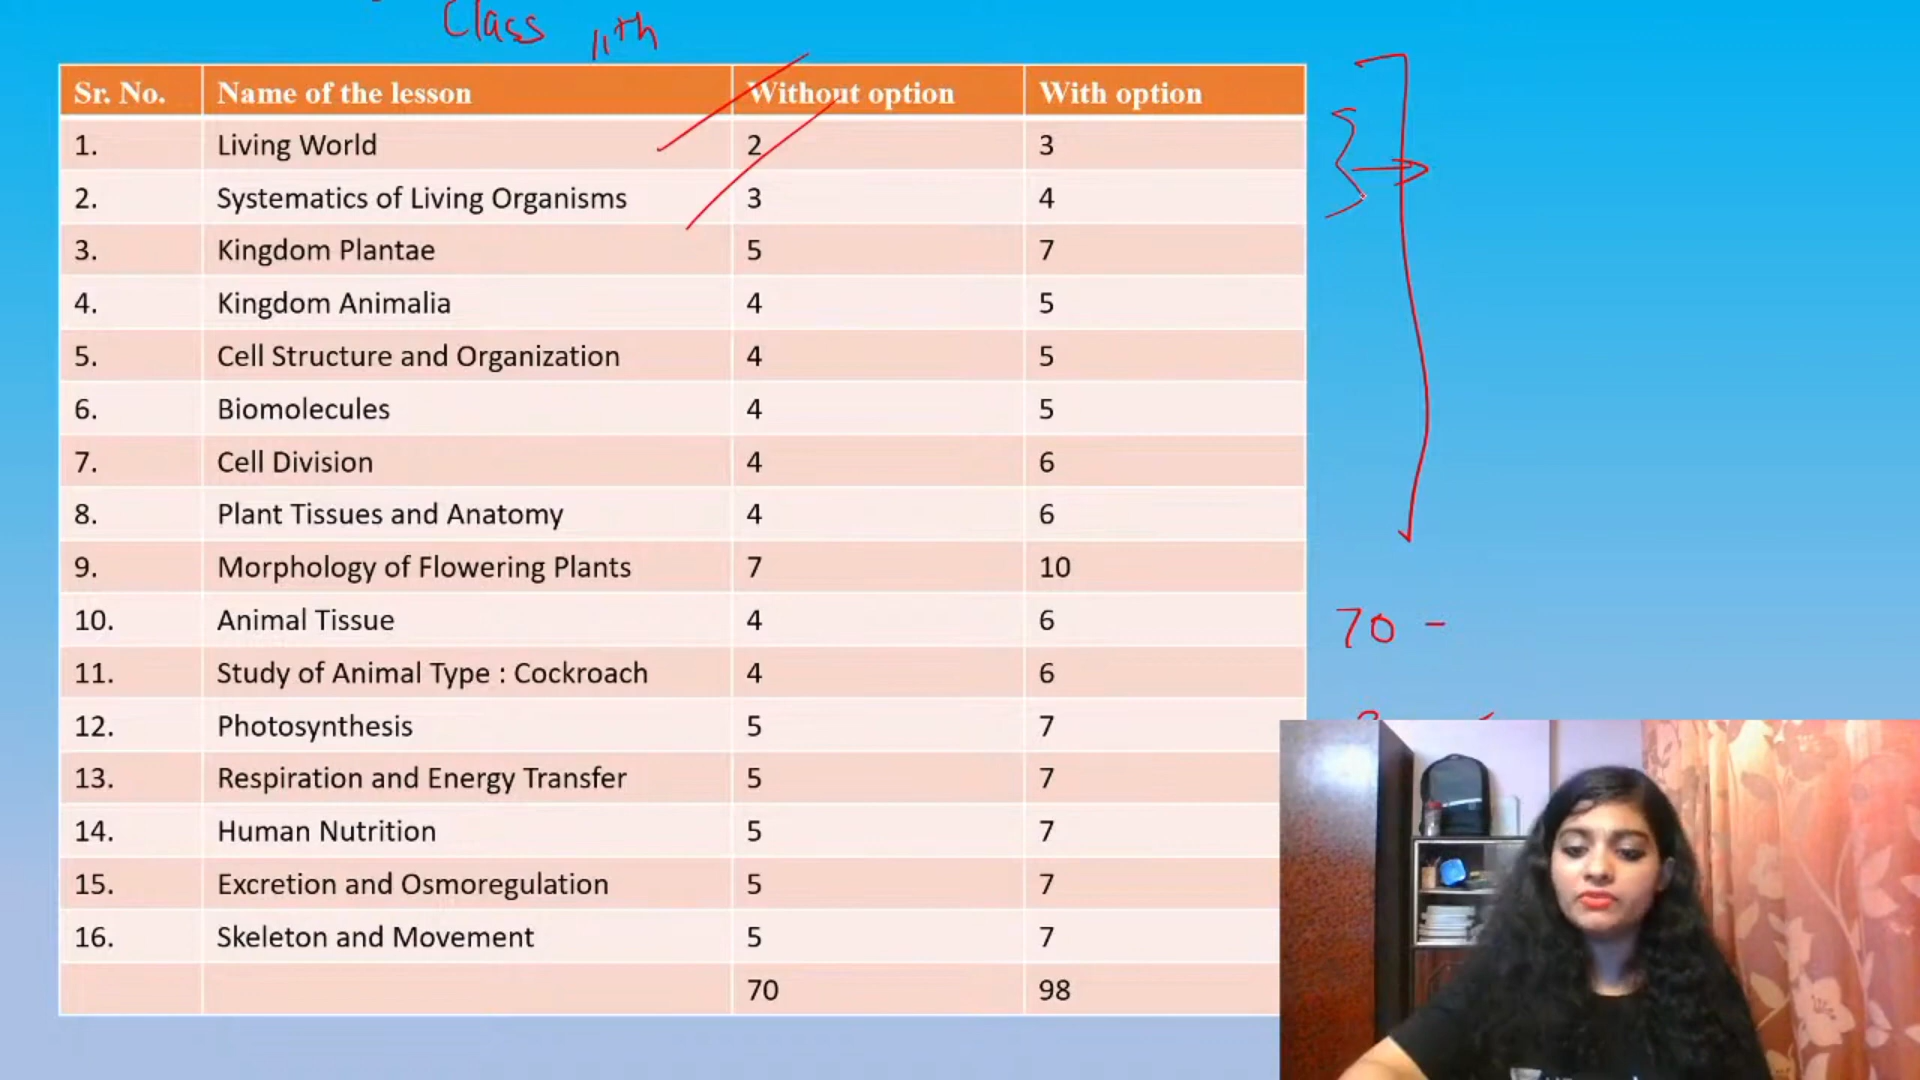 Class 11th
Sr. No. Name of the lesson Without option With option
1. Living World 2 3
2. Systematics of Living Organisms 3 4
3. Kingdom Plantae 5 7
4. Kingdom Animalia 4 5
5. Cell Structure and Organization 4 5
6. Biomolecules 4 5
7. Cell Division 4 6
8. Plant Tissues and Anatomy 4 6
9. Morphology of Flowering Plants 7 10
10. Animal Tissue 4 6
11. Study of Animal Type : Cockroach 4 6
12. Photosynthesis 5 7
13. Respiration and Energy Transfer 5 7
14. Human Nutrition 5 7
15. Excretion and Osmoregulation 5 7
16. Skeleton and Movement 5 7
70 98
70 -